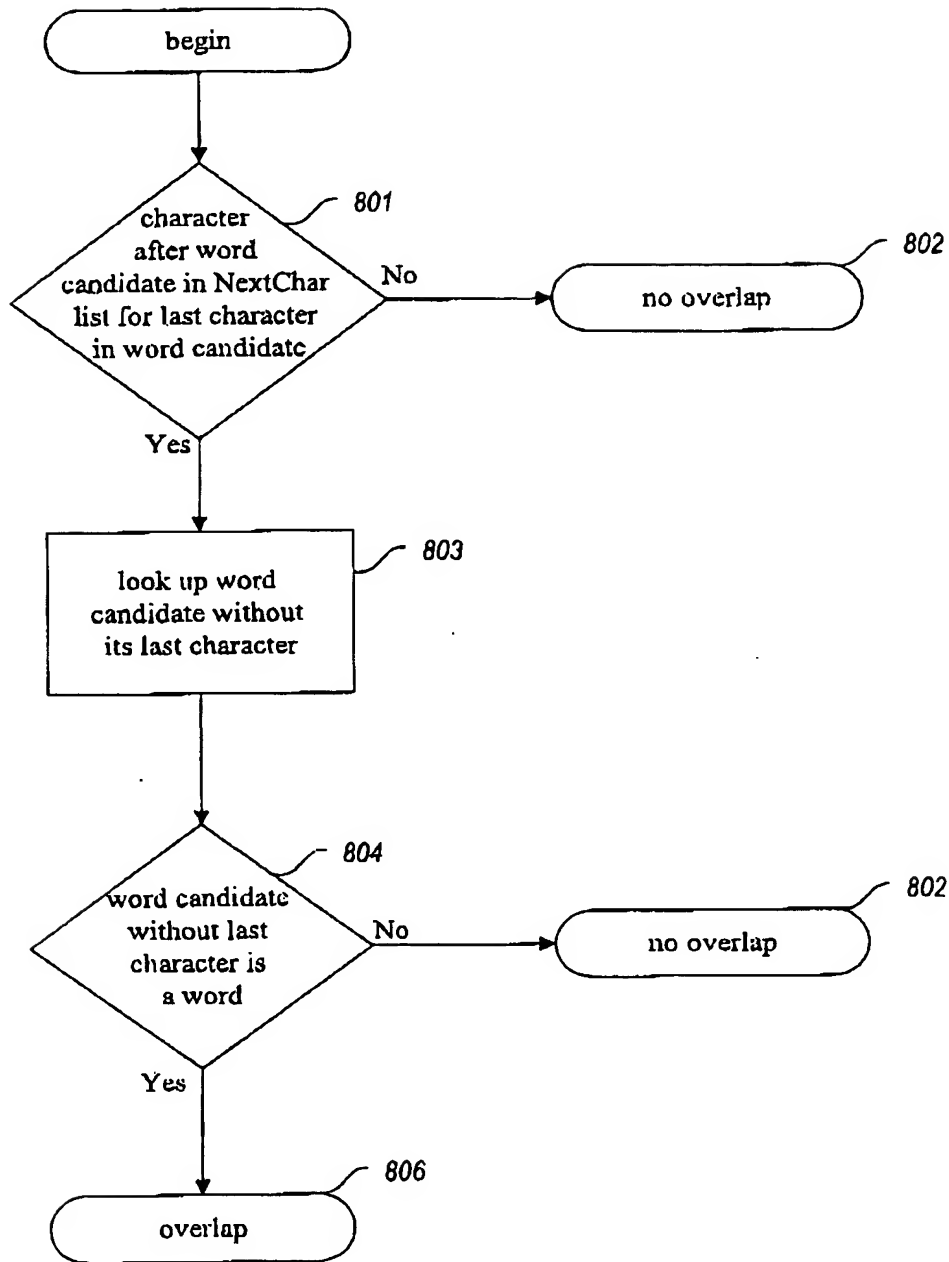 begin
801
character
after word
candidate in NextChar
list for last character
in word candidate
No
802
no overlap
Yes
803
look up word
candidate without
its last character
804
word candidate
without last
character is
a word
No
802
no overlap
Yes
806
overlap